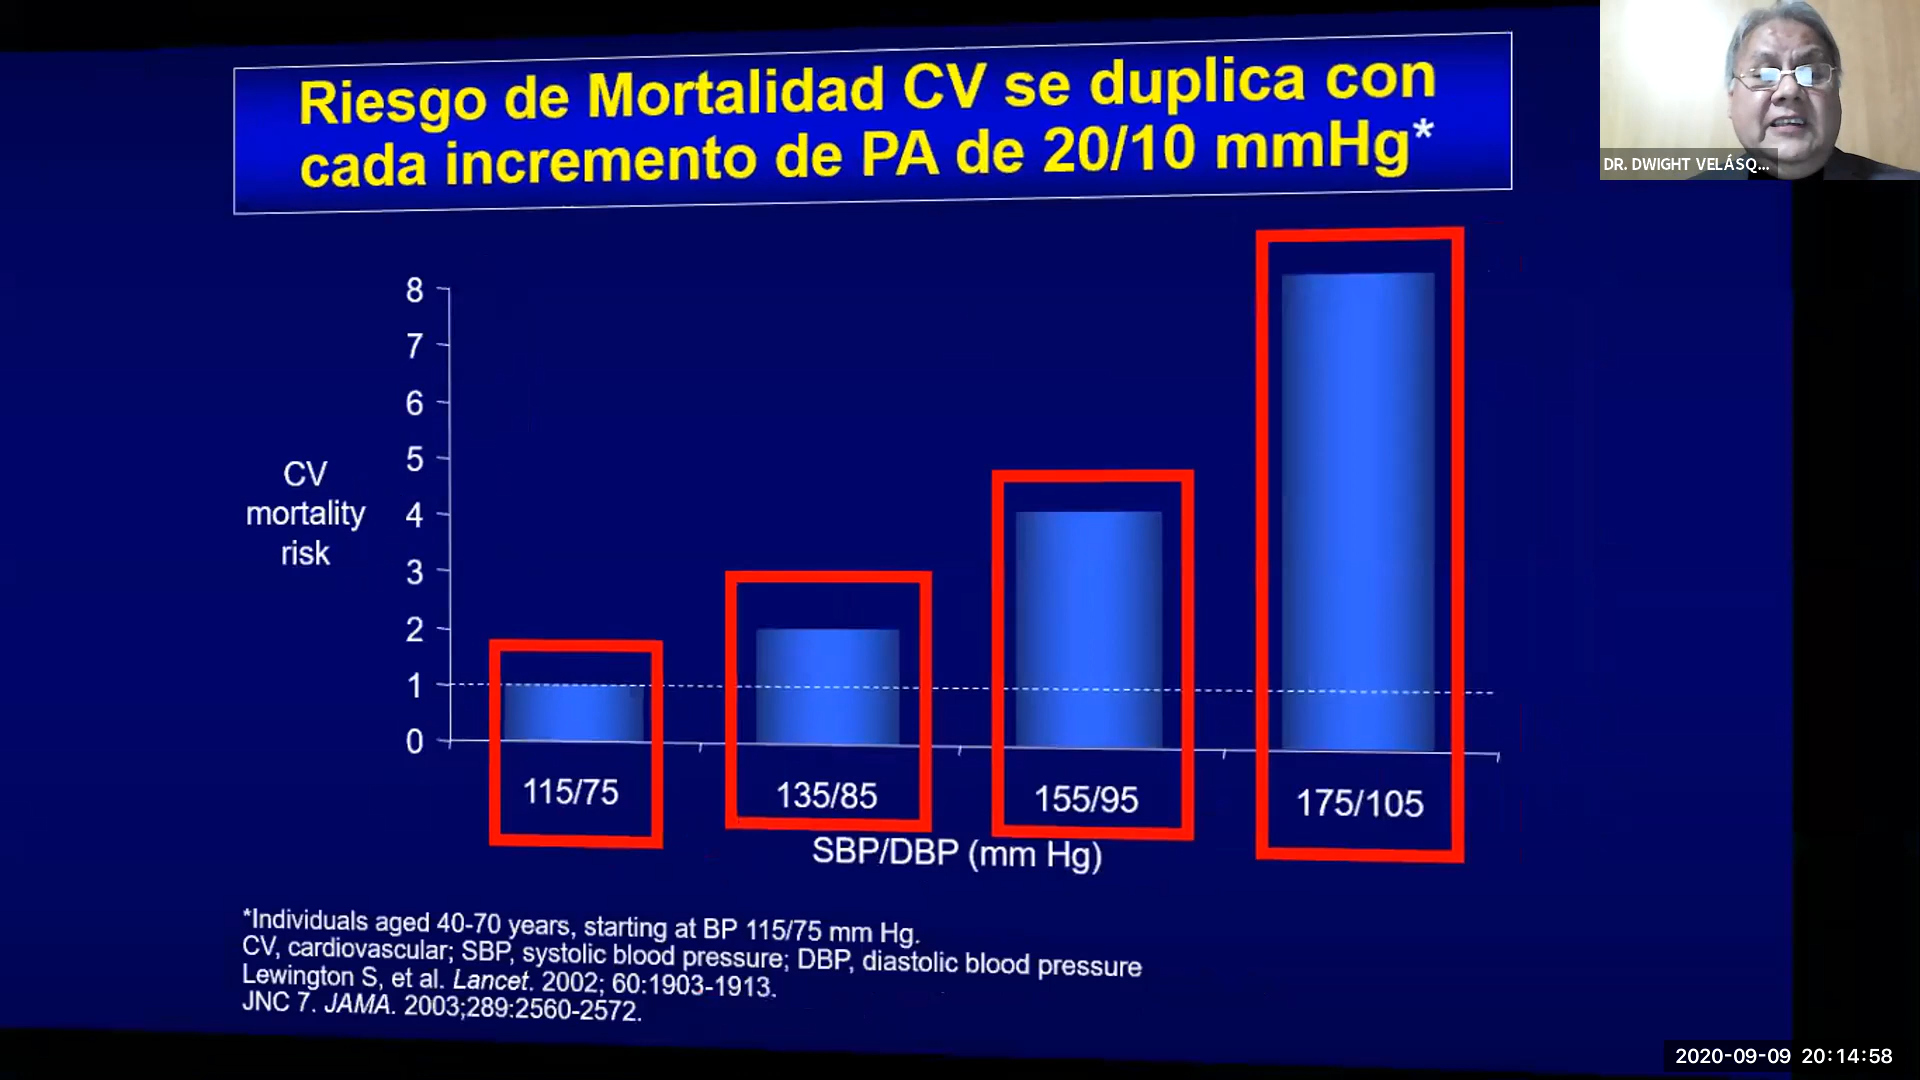 Riesgo de Mortalidad CV se duplica con
cada incremento de PA de 20/10 mmHg*
DR. DWIGHT VELÁSQ...
8
7
6
5
4
3
2
1
0
CV
mortality
risk
115/75
135/85
155/95
175/105
SBP/DBP (mm Hg)
*Individuals aged 40-70 years, starting at BP 115/75 mm Hg.
CV, cardiovascular; SBP, systolic blood pressure; DBP, diastolic blood pressure
Lewington S, et al. Lancet. 2002; 60:1903-1913.
JNC 7. JAMA. 2003;289:2560-2572.
2020-09-09 20:14:58